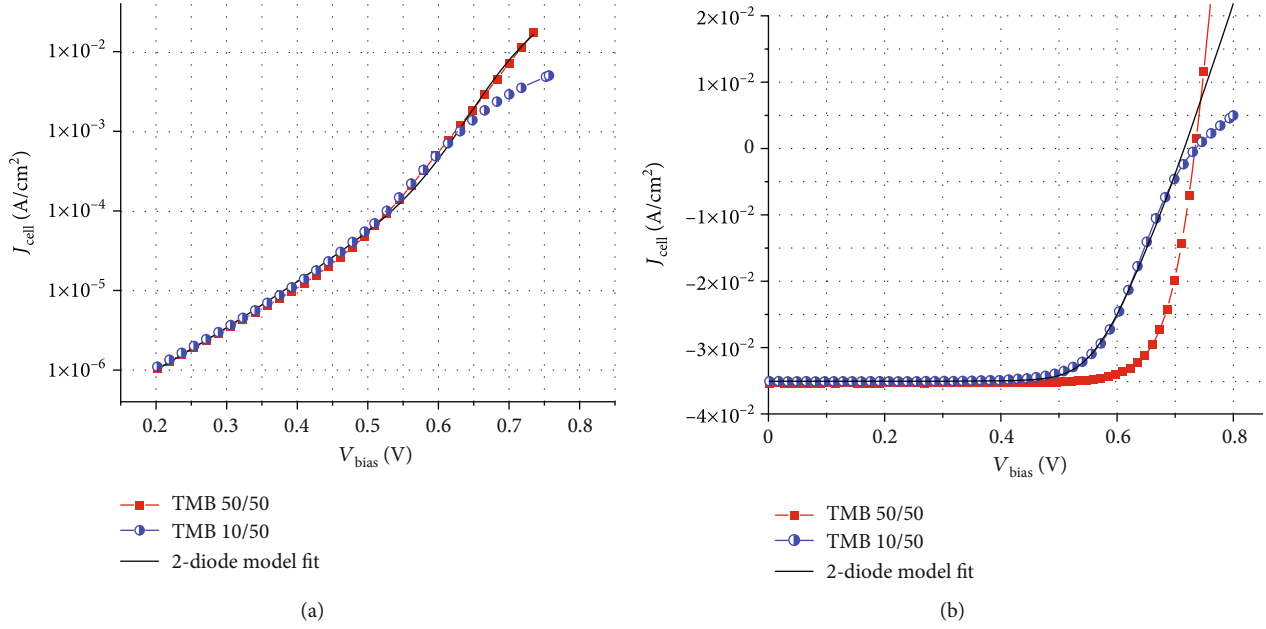 (a)
1×10⁻²
1×10⁻³
1×10⁻⁴
1×10⁻⁵
1×10⁻⁶
J_cell (A/cm²)
0.2 0.3 0.4 0.5 0.6 0.7 0.8
V_bias (V)
TMB 50/50
TMB 10/50
2-diode model fit
(a)
(b)
2×10⁻²
1×10⁻²
0
−1×10⁻²
−2×10⁻²
−3×10⁻²
−4×10⁻²
J_cell (A/cm²)
0 0.2 0.4 0.6 0.8
V_bias (V)
TMB 50/50
TMB 10/50
2-diode model fit
(b)